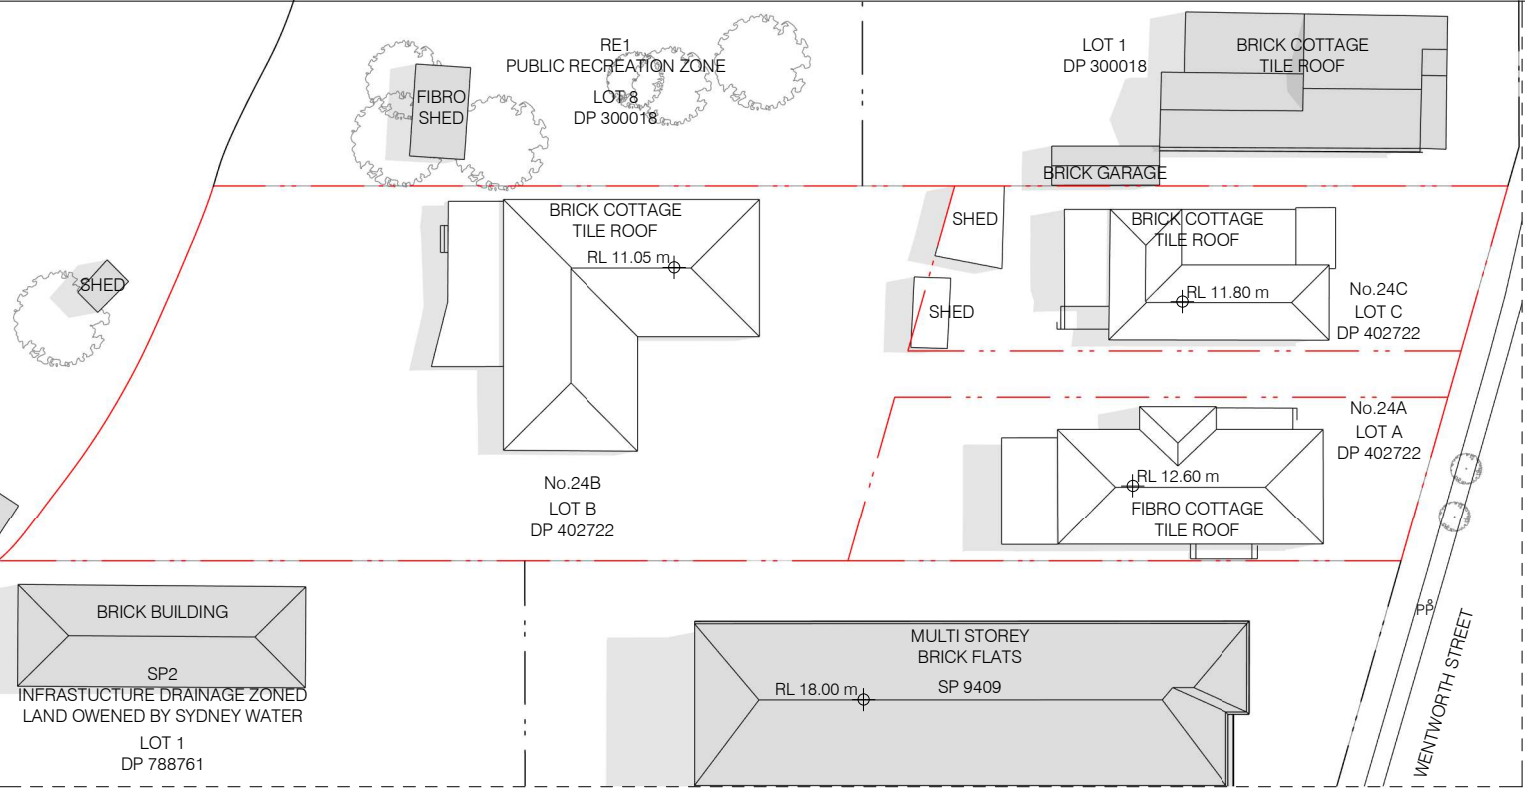 RE1
PUBLIC RECREATION ZONE
LOT 8
DP 300018
FIBRO
SHED
LOT 1
DP 300018
BRICK COTTAGE
TILE ROOF
BRICK GARAGE
BRICK COTTAGE
TILE ROOF
RL 11.05 m
SHED
SHED
SHED
BRICK COTTAGE
TILE ROOF
RL 11.80 m
No.24C
LOT C
DP 402722
No.24A
LOT A
DP 402722
RL 12.60 m
FIBRO COTTAGE
TILE ROOF
No.24B
LOT B
DP 402722
BRICK BUILDING
SP2
INFRASTUCTURE DRAINAGE ZONED
LAND OWENED BY SYDNEY WATER
LOT 1
DP 788761
MULTI STOREY
BRICK FLATS
SP 9409
RL 18.00 m
PP
WENTWORTH STREET